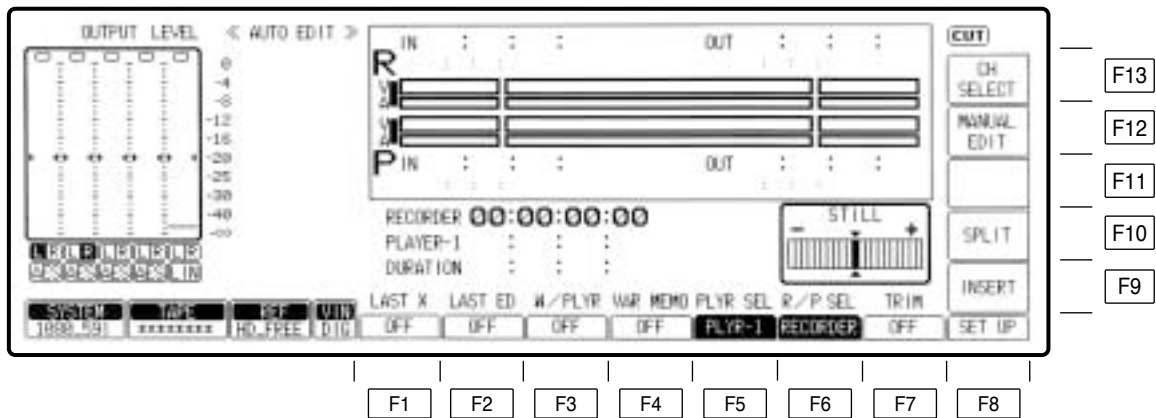 OUTPUT LEVEL
≪ AUTO EDIT ≫
0
-4
-8
-12
-16
-20
-25
-30
-40
-60
R IN : : : OUT : : :
V
A
V
A
P IN : : : OUT : : :
RECORDER 00:00:00:00
PLAYER-1 : : :
DURATION : : :
STILL
- +
L R L R L R L R L R
LIN
SYSTEM TAPE REF VIN
******** HD_FREE DIG
LAST X LAST ED W/PLYR VAR MEMO PLYR SEL R/P SEL TRIM
OFF OFF OFF OFF PLYR-1 RECORDER OFF SET UP
CUT
CH SELECT
MANUAL EDIT
SPLIT
INSERT
F13
F12
F11
F10
F9
F1 F2 F3 F4 F5 F6 F7 F8